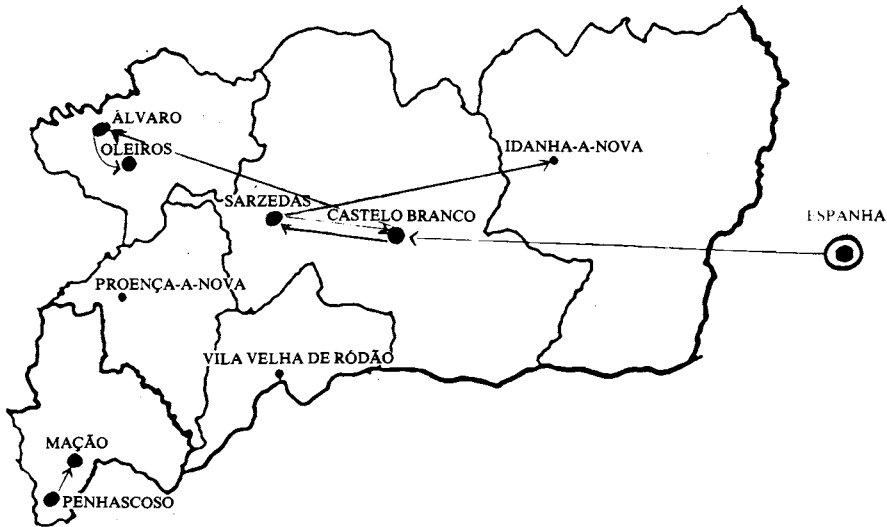 ÁLVARO
OLEIROS
IDANHA-A-NOVA
SARZEDAS
CASTELO BRANCO
ESPANHA
PROENÇA-A-NOVA
VILA VELHA DE RÓDÃO
MAÇÃO
PENHASCOSO